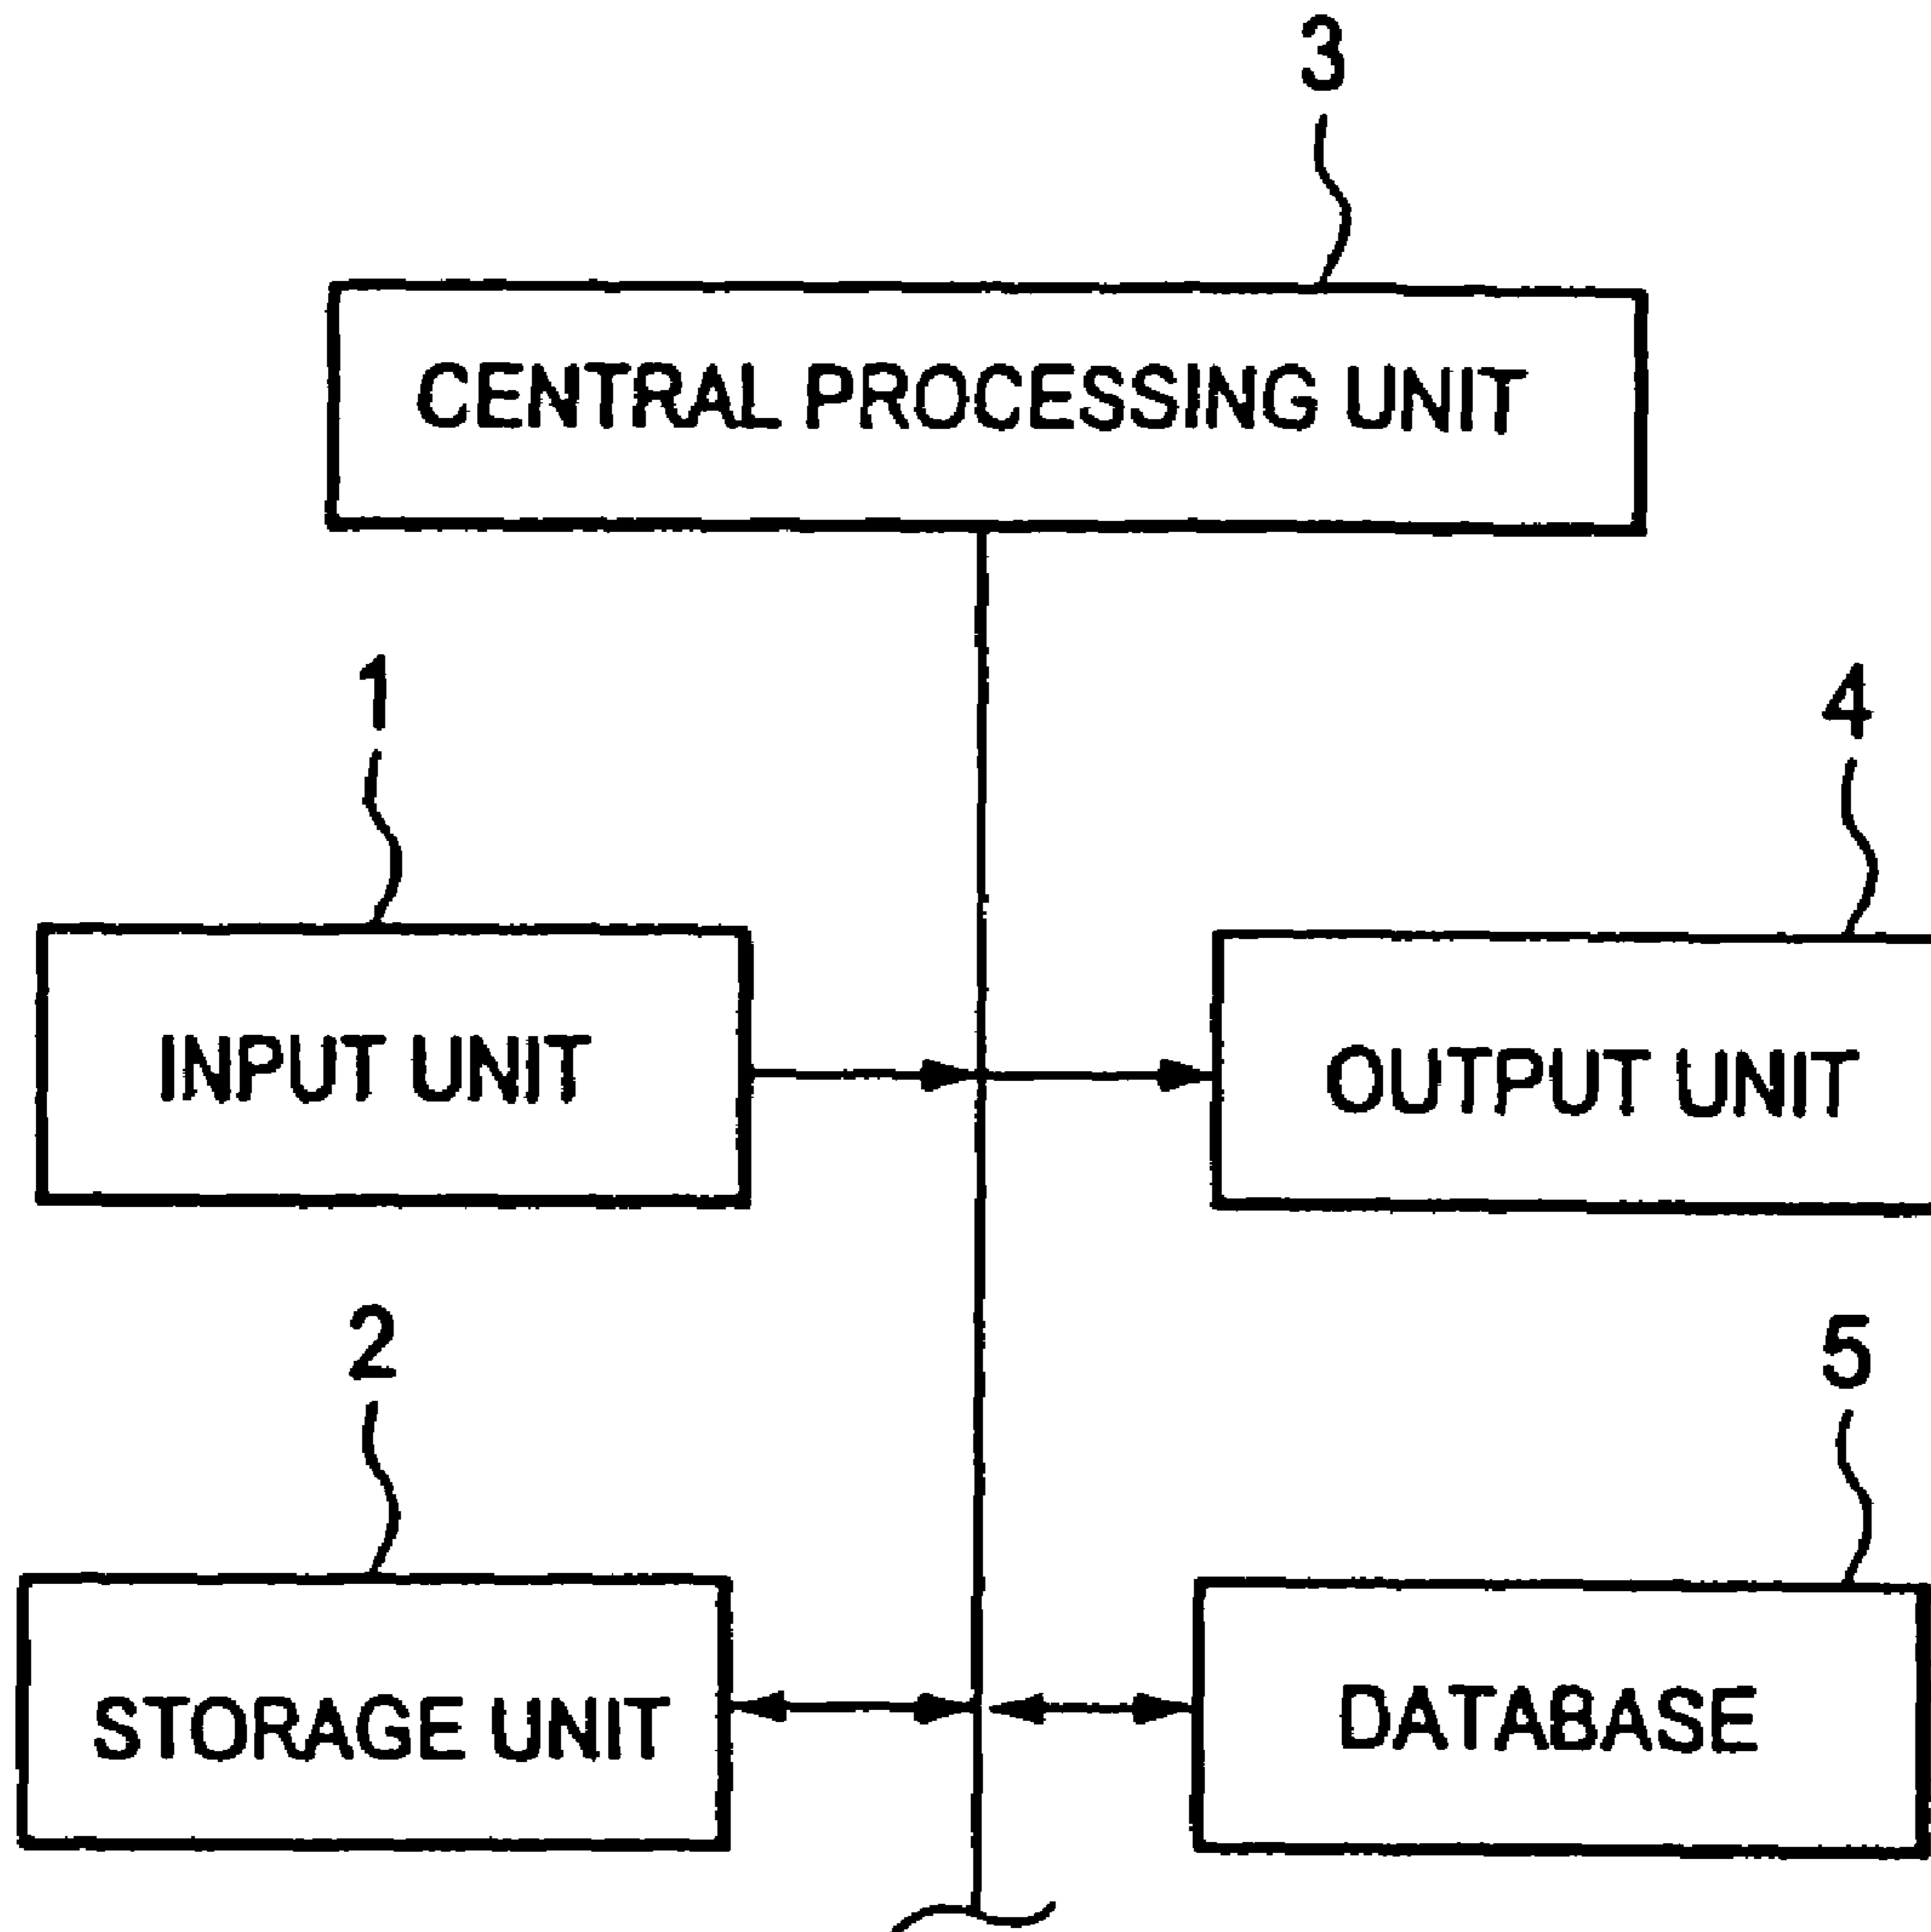 3
CENTRAL PROCESSING UNIT
1
4
INPUT UNIT
OUTPUT UNIT
2
5
STORAGE UNIT
DATABASE